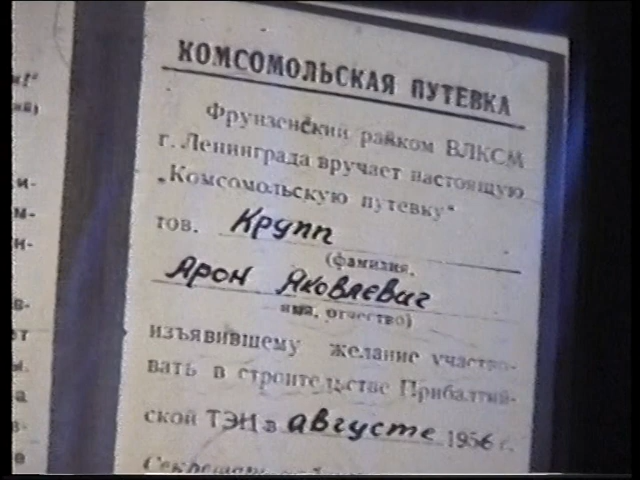 КОМСОМОЛЬСКАЯ ПУТЕВКА
Фрунзенский райком ВЛКСМ
г. Ленинграда вручает настоящую
„Комсомольскую путевку“
тов. Крупп
(фамилия,
Арон Яковлевич
имя, отчество)
изъявившему желание участво-
вать в строительстве Прибалтий-
ской ТЭЦ в августе 1956 г.